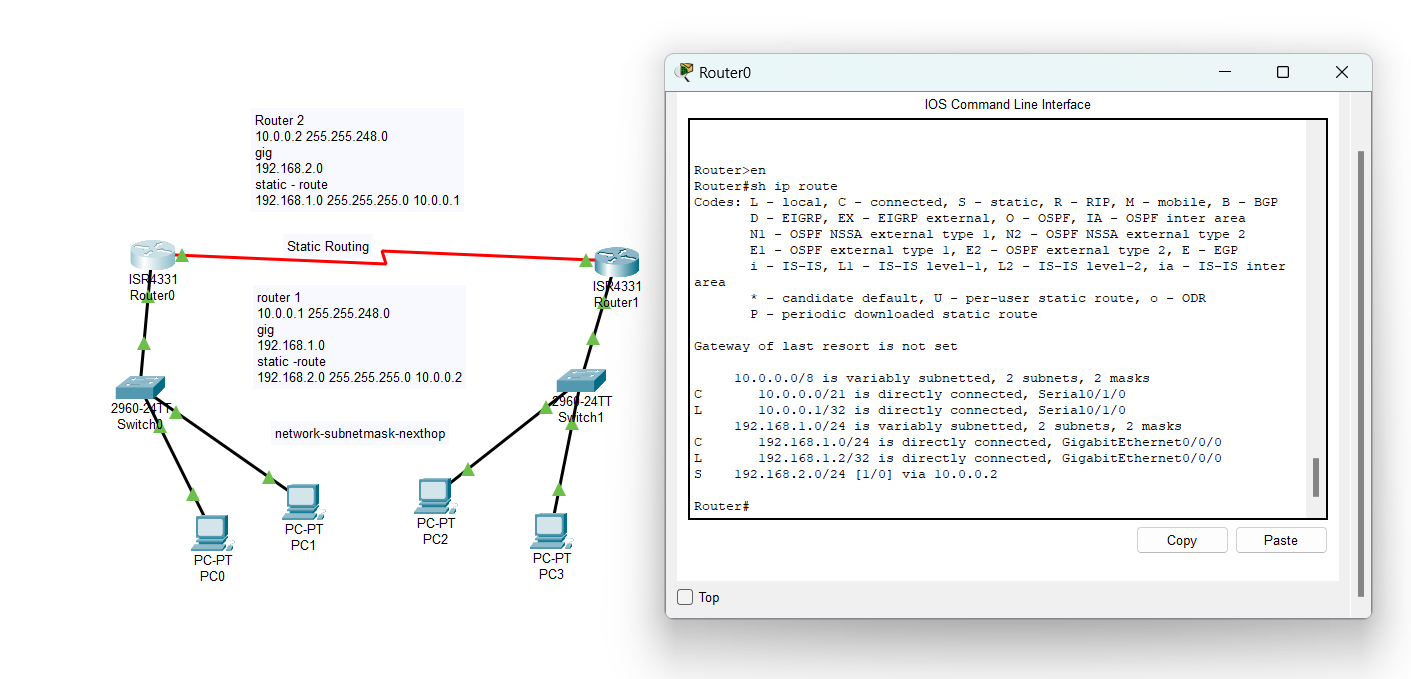 Router 2
10.0.0.2 255.255.248.0
gig
192.168.2.0
static - route
192.168.1.0 255.255.255.0 10.0.0.1
Static Routing
ISR4331
Router0
ISR4331
Router1
router 1
10.0.0.1 255.255.248.0
gig
192.168.1.0
static -route
192.168.2.0 255.255.255.0 10.0.0.2
2960-24TT
Switch0
2960-24TT
Switch1
network-subnetmask-nexthop
PC-PT
PC1
PC-PT
PC2
PC-PT
PC0
PC-PT
PC3
Router0
IOS Command Line Interface
Router>en
Router#sh ip route
Codes: L - local, C - connected, S - static, R - RIP, M - mobile, B - BGP
D - EIGRP, EX - EIGRP external, O - OSPF, IA - OSPF inter area
N1 - OSPF NSSA external type 1, N2 - OSPF NSSA external type 2
E1 - OSPF external type 1, E2 - OSPF external type 2, E - EGP
i - IS-IS, L1 - IS-IS level-1, L2 - IS-IS level-2, ia - IS-IS inter
area
* - candidate default, U - per-user static route, o - ODR
P - periodic downloaded static route
Gateway of last resort is not set
10.0.0.0/8 is variably subnetted, 2 subnets, 2 masks
C 10.0.0.0/21 is directly connected, Serial0/1/0
L 10.0.0.1/32 is directly connected, Serial0/1/0
192.168.1.0/24 is variably subnetted, 2 subnets, 2 masks
C 192.168.1.0/24 is directly connected, GigabitEthernet0/0/0
L 192.168.1.2/32 is directly connected, GigabitEthernet0/0/0
S 192.168.2.0/24 [1/0] via 10.0.0.2
Router#
Copy
Paste
Top